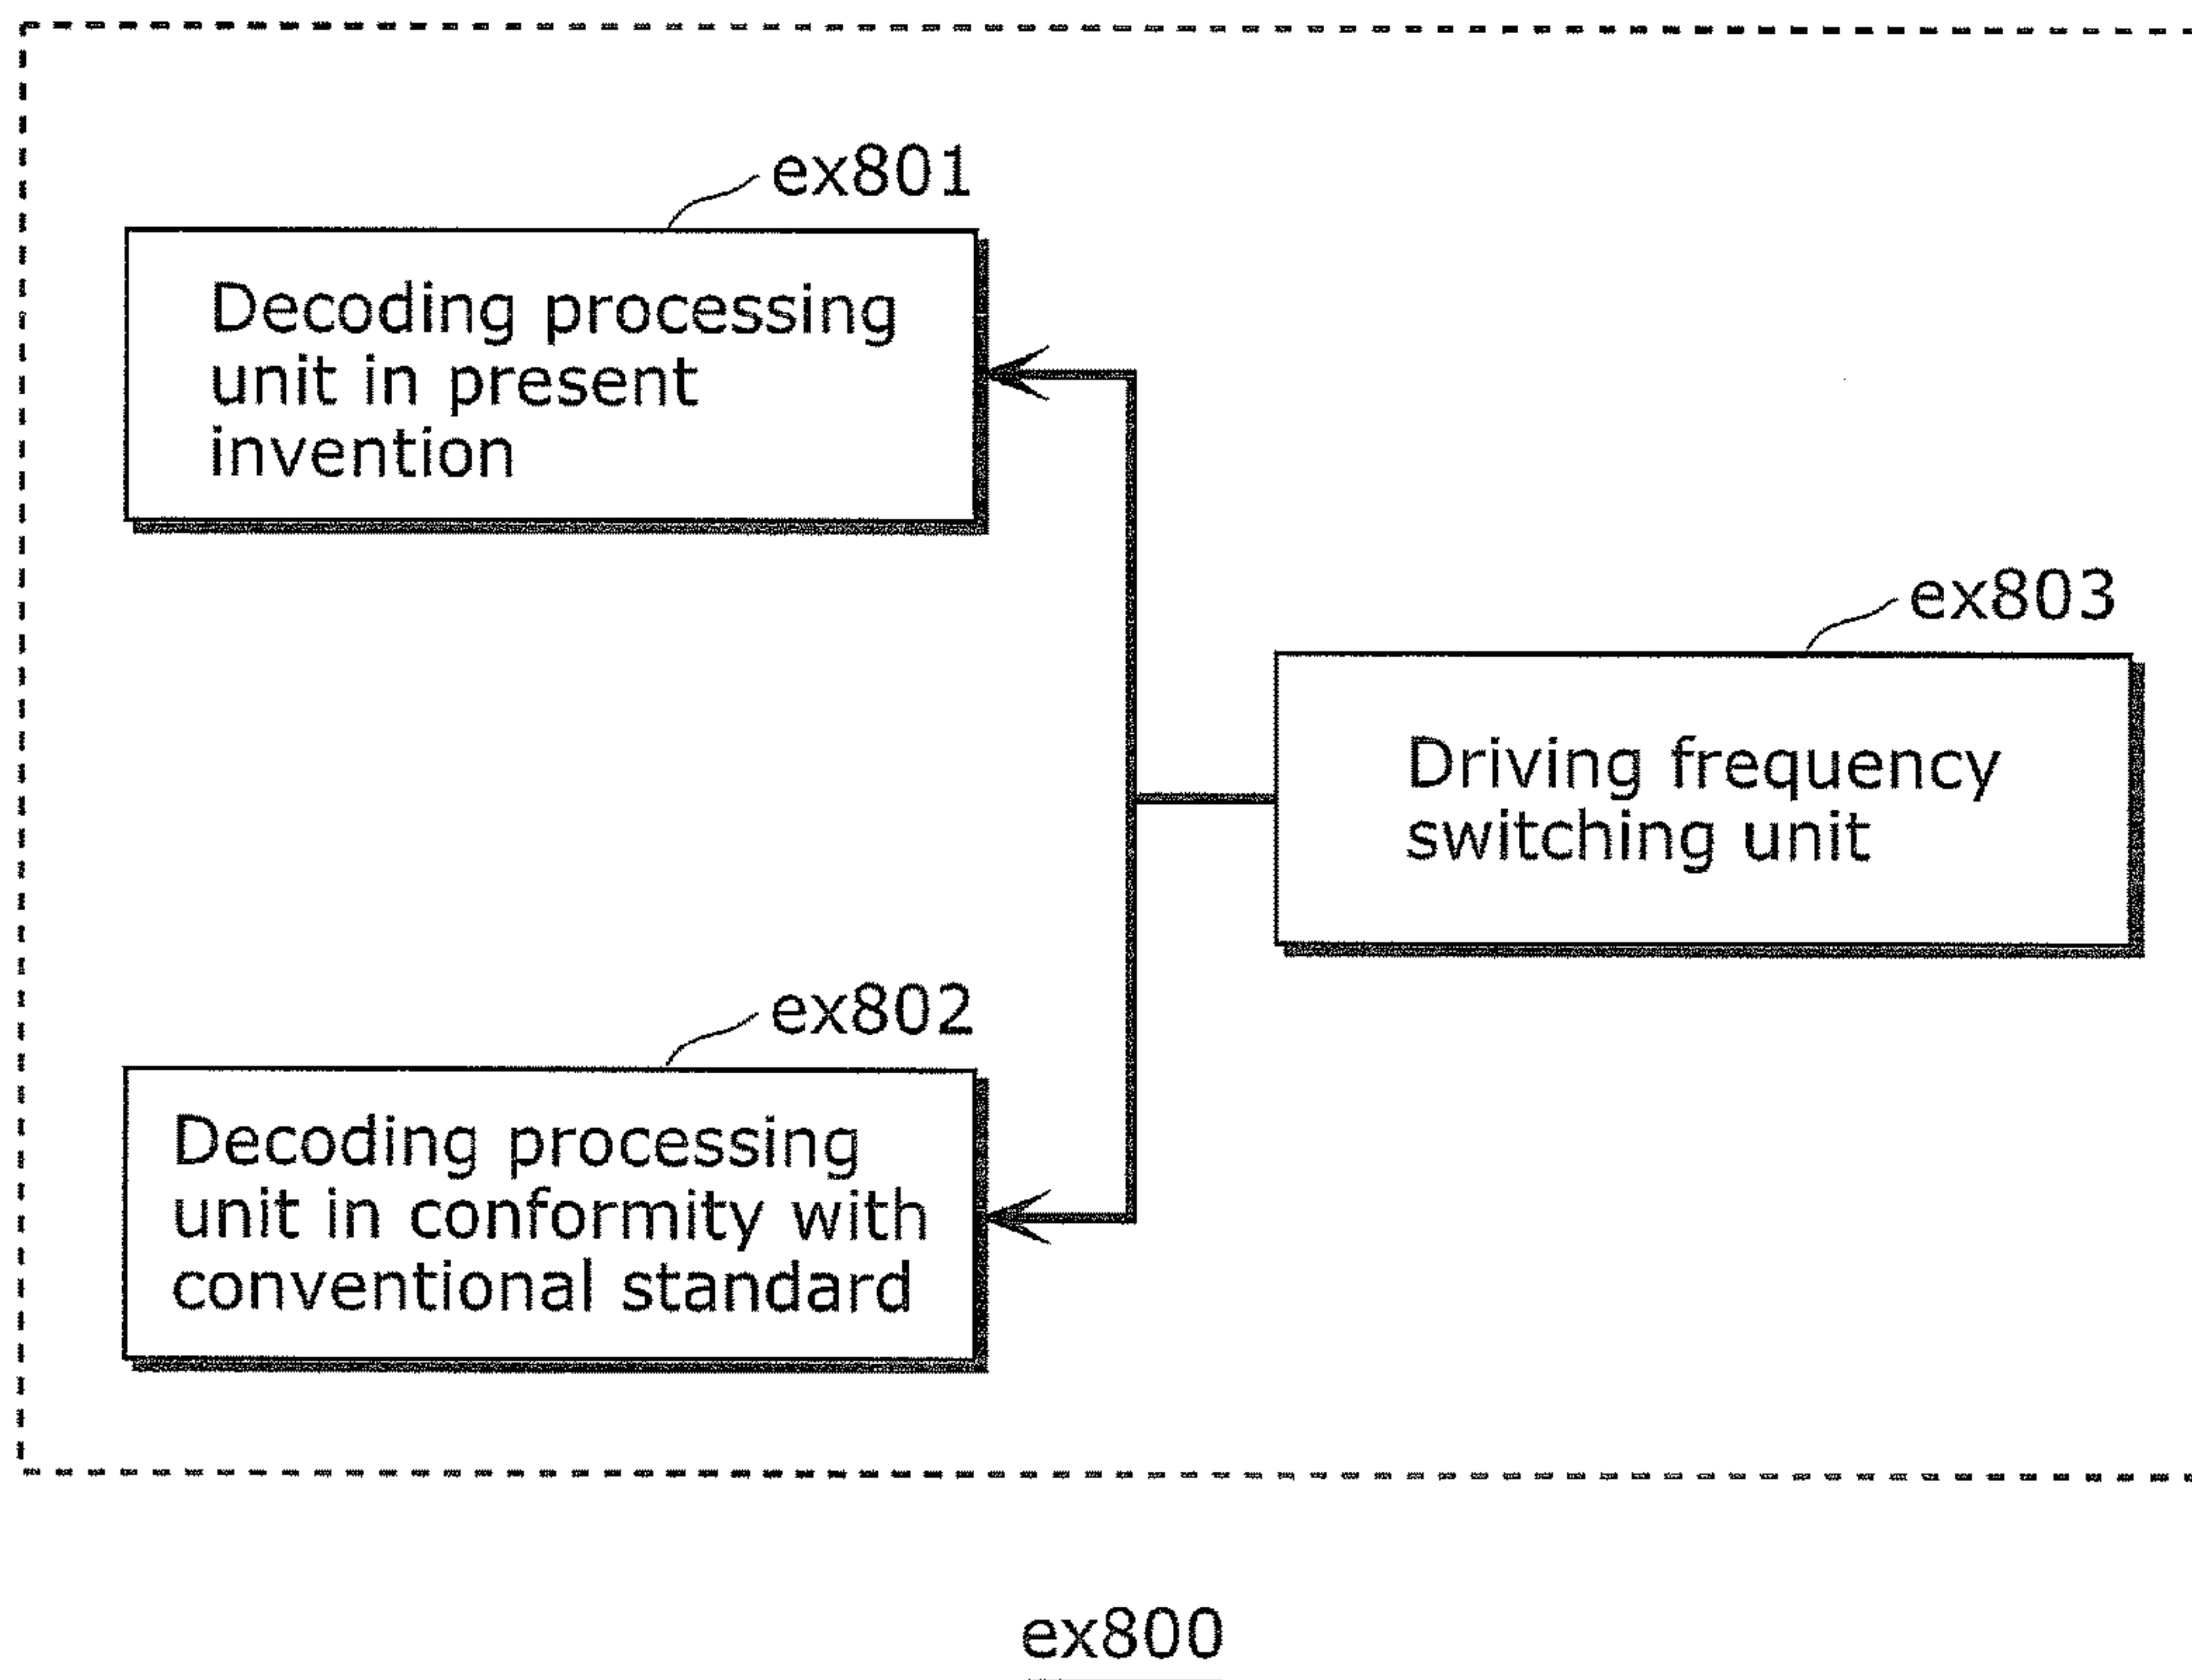 ex801
Decoding processing
unit in present
invention
ex803
Driving frequency
switching unit
ex802
Decoding processing
unit in conformity with
conventional standard
ex800